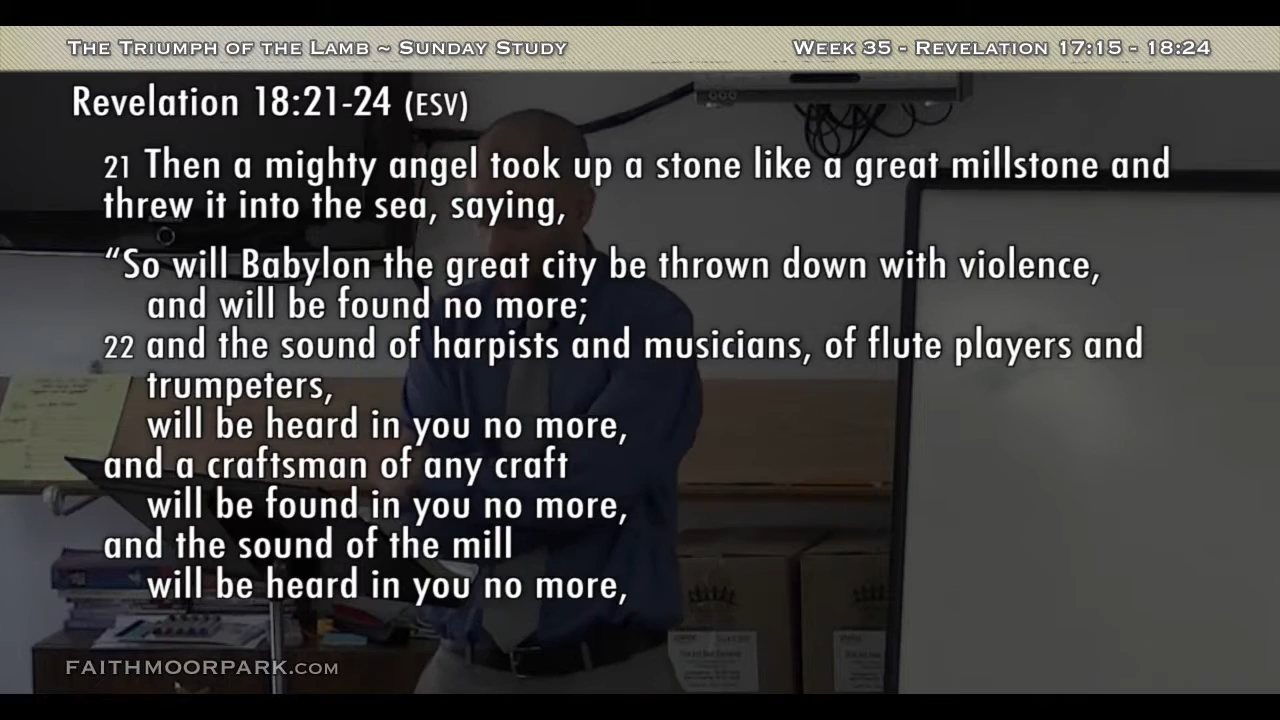 The Triumph of the Lamb ~ Sunday Study
Week 35 - Revelation 17:15 - 18:24
Revelation 18:21-24 (ESV)
21 Then a mighty angel took up a stone like a great millstone and
threw it into the sea, saying,
“So will Babylon the great city be thrown down with violence,
and will be found no more;
22 and the sound of harpists and musicians, of flute players and
trumpeters,
will be heard in you no more,
and a craftsman of any craft
will be found in you no more,
and the sound of the mill
will be heard in you no more,
FAITHMOORPARK.COM